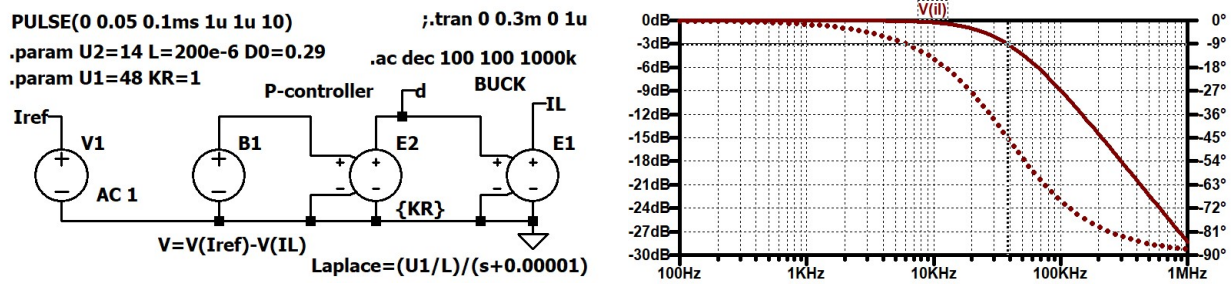 PULSE(0 0.05 0.1ms 1u 1u 10)
;.tran 0 0.3m 0 1u
.param U2=14 L=200e-6 D0=0.29
.ac dec 100 100 1000k
.param U1=48 KR=1
BUCK
P-controller
d
IL
Iref
V1
B1
E2
E1
+
+
+
+
+
+
−
−
−
−
−
−
AC 1
{KR}
V=V(Iref)-V(IL)
Laplace=(U1/L)/(s+0.00001)
V(il)
0dB
-3dB
-6dB
-9dB
-12dB
-15dB
-18dB
-21dB
-24dB
-27dB
-30dB
0°
-9°
-18°
-27°
-36°
-45°
-54°
-63°
-72°
-81°
-90°
100Hz
1KHz
10KHz
100KHz
1MHz